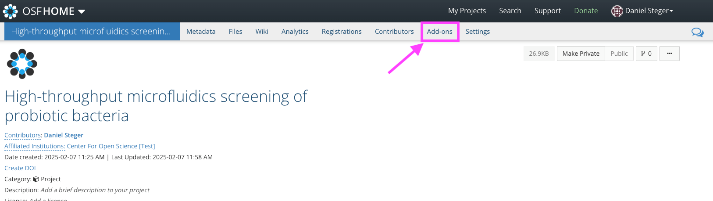 OSFHOME My Projects Search Support Donate Daniel Steger
High-throughput microfluidics screenin... Metadata Files Wiki Analytics Registrations Contributors Add-ons Settings
26.9KB Make Private Public 0 ...
High-throughput microfluidics screening of
probiotic bacteria
Contributors: Daniel Steger
Affiliated Institutions: Center For Open Science [Test]
Date created: 2025-02-07 11:25 AM | Last Updated: 2025-02-07 11:58 AM
Create DOI
Category: Project
Description: Add a brief description to your project
License: Add a license